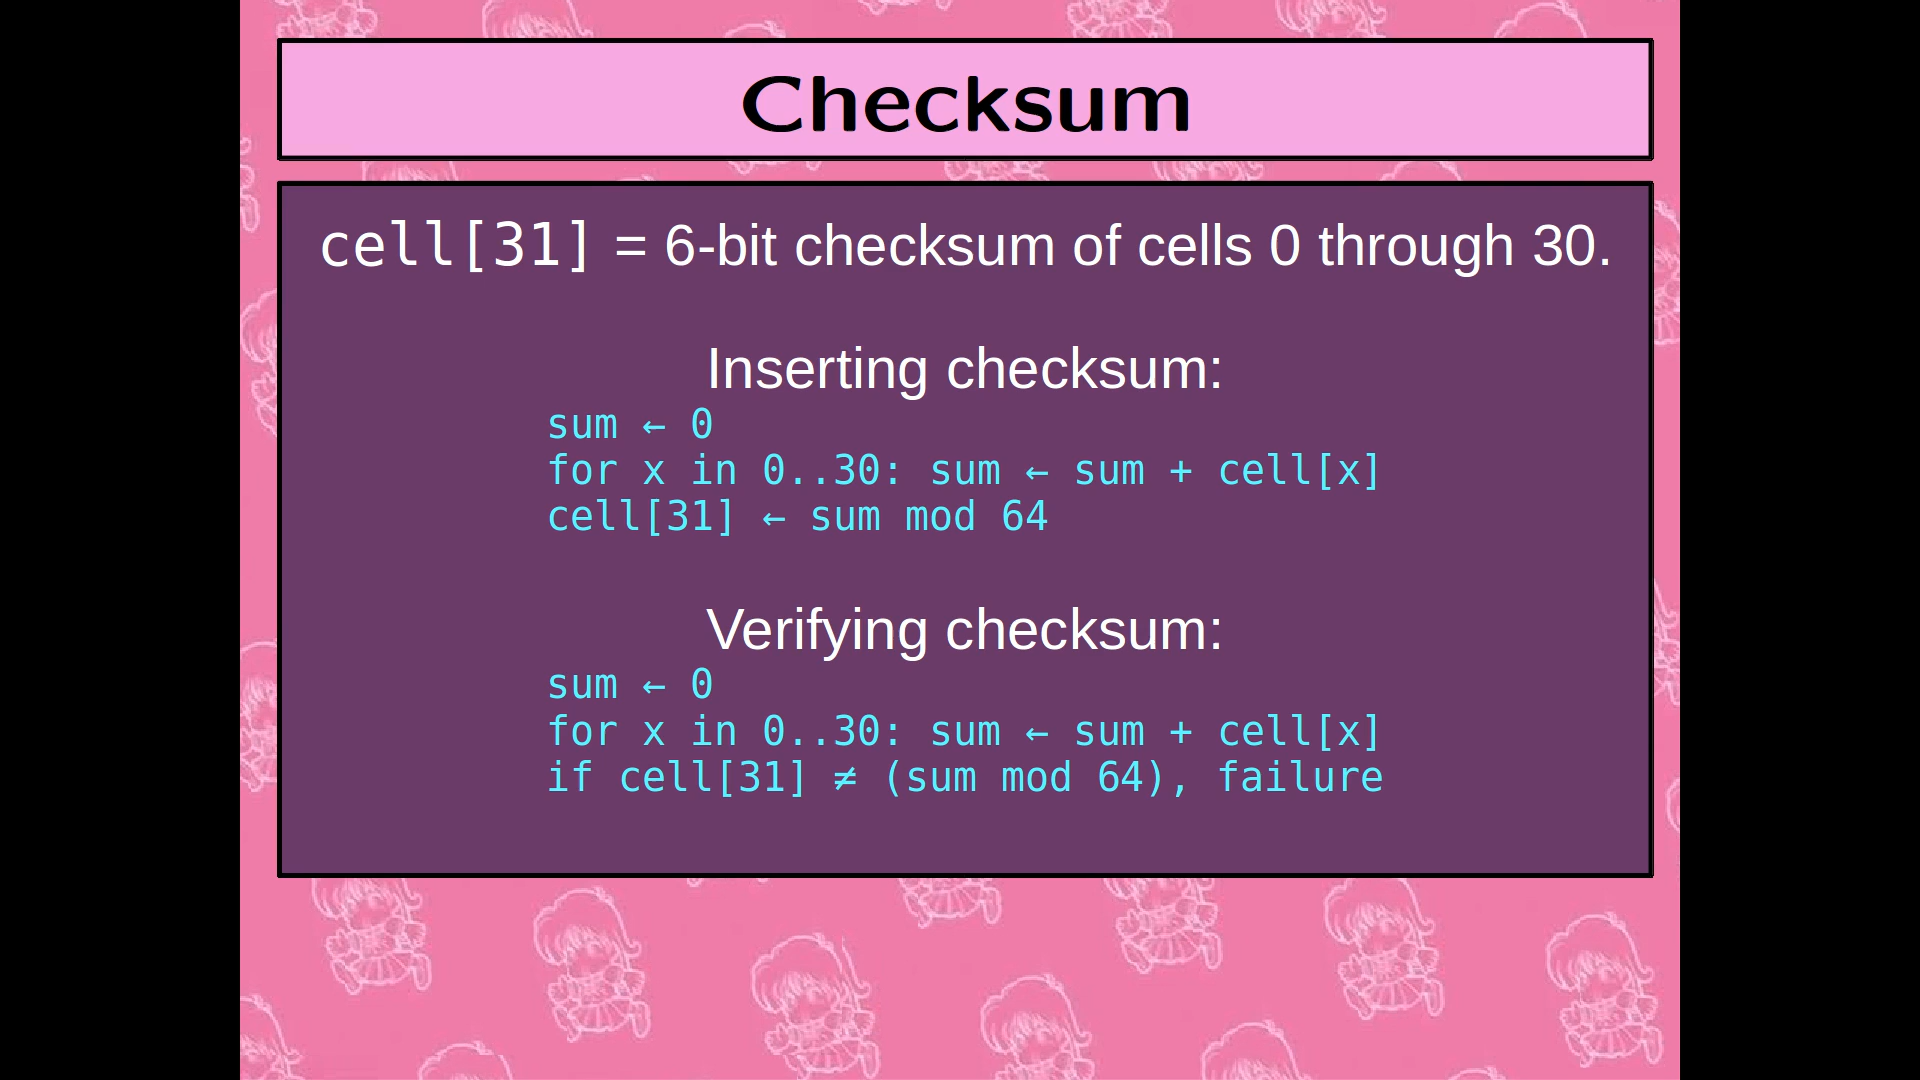 Checksum
cell[31] = 6-bit checksum of cells 0 through 30.
Inserting checksum:
sum ← 0
for x in 0..30: sum ← sum + cell[x]
cell[31] ← sum mod 64
Verifying checksum:
sum ← 0
for x in 0..30: sum ← sum + cell[x]
if cell[31] ≠ (sum mod 64), failure